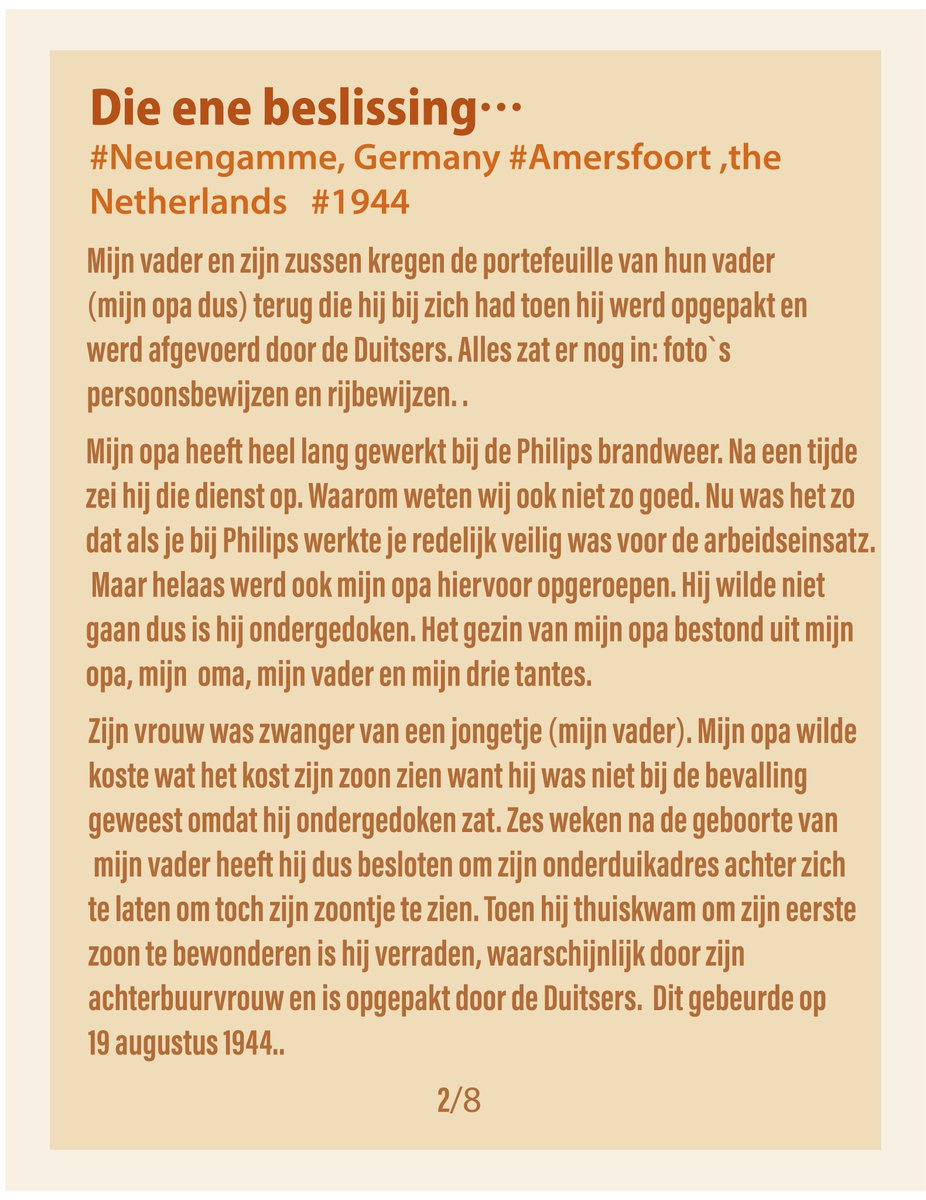 Die ene beslissing…
#Neuengamme, Germany #Amersfoort ,the
Netherlands #1944
Mijn vader en zijn zussen kregen de portefeuille van hun vader
(mijn opa dus) terug die hij bij zich had toen hij werd opgepakt en
werd afgevoerd door de Duitsers. Alles zat er nog in: foto`s
persoonsbewijzen en rijbewijzen. .
Mijn opa heeft heel lang gewerkt bij de Philips brandweer. Na een tijde
zei hij die dienst op. Waarom weten wij ook niet zo goed. Nu was het zo
dat als je bij Philips werkte je redelijk veilig was voor de arbeidseinsatz.
Maar helaas werd ook mijn opa hiervoor opgeroepen. Hij wilde niet
gaan dus is hij ondergedoken. Het gezin van mijn opa bestond uit mijn
opa, mijn oma, mijn vader en mijn drie tantes.
Zijn vrouw was zwanger van een jongetje (mijn vader). Mijn opa wilde
koste wat het kost zijn zoon zien want hij was niet bij de bevalling
geweest omdat hij ondergedoken zat. Zes weken na de geboorte van
mijn vader heeft hij dus besloten om zijn onderduikadres achter zich
te laten om toch zijn zoontje te zien. Toen hij thuiskwam om zijn eerste
zoon te bewonderen is hij verraden, waarschijnlijk door zijn
achterbuurvrouw en is opgepakt door de Duitsers. Dit gebeurde op
19 augustus 1944..
2/8